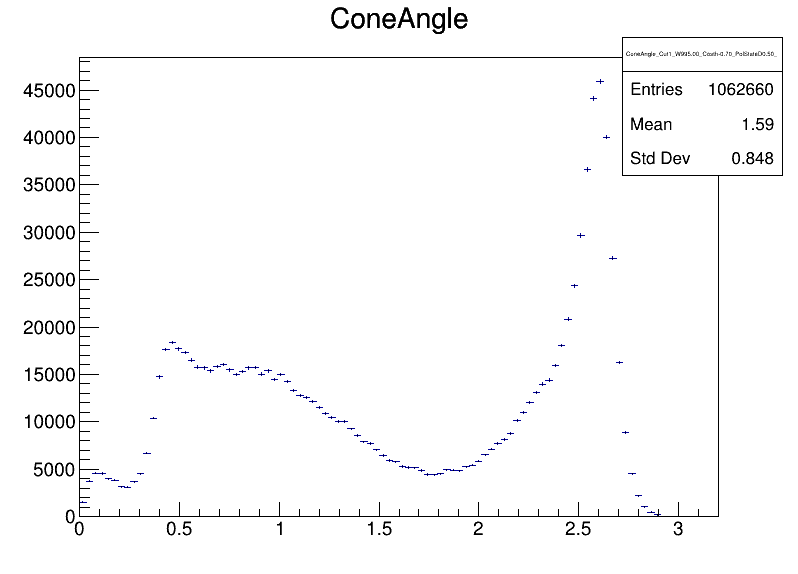 ConeAngle
ConeAngle_Cut1_W995.00_Costh-0.70_PolStateD0.50_
Entries 1062660
Mean 1.59
Std Dev 0.848
45000
40000
35000
30000
25000
20000
15000
10000
5000
0
0 0.5 1 1.5 2 2.5 3